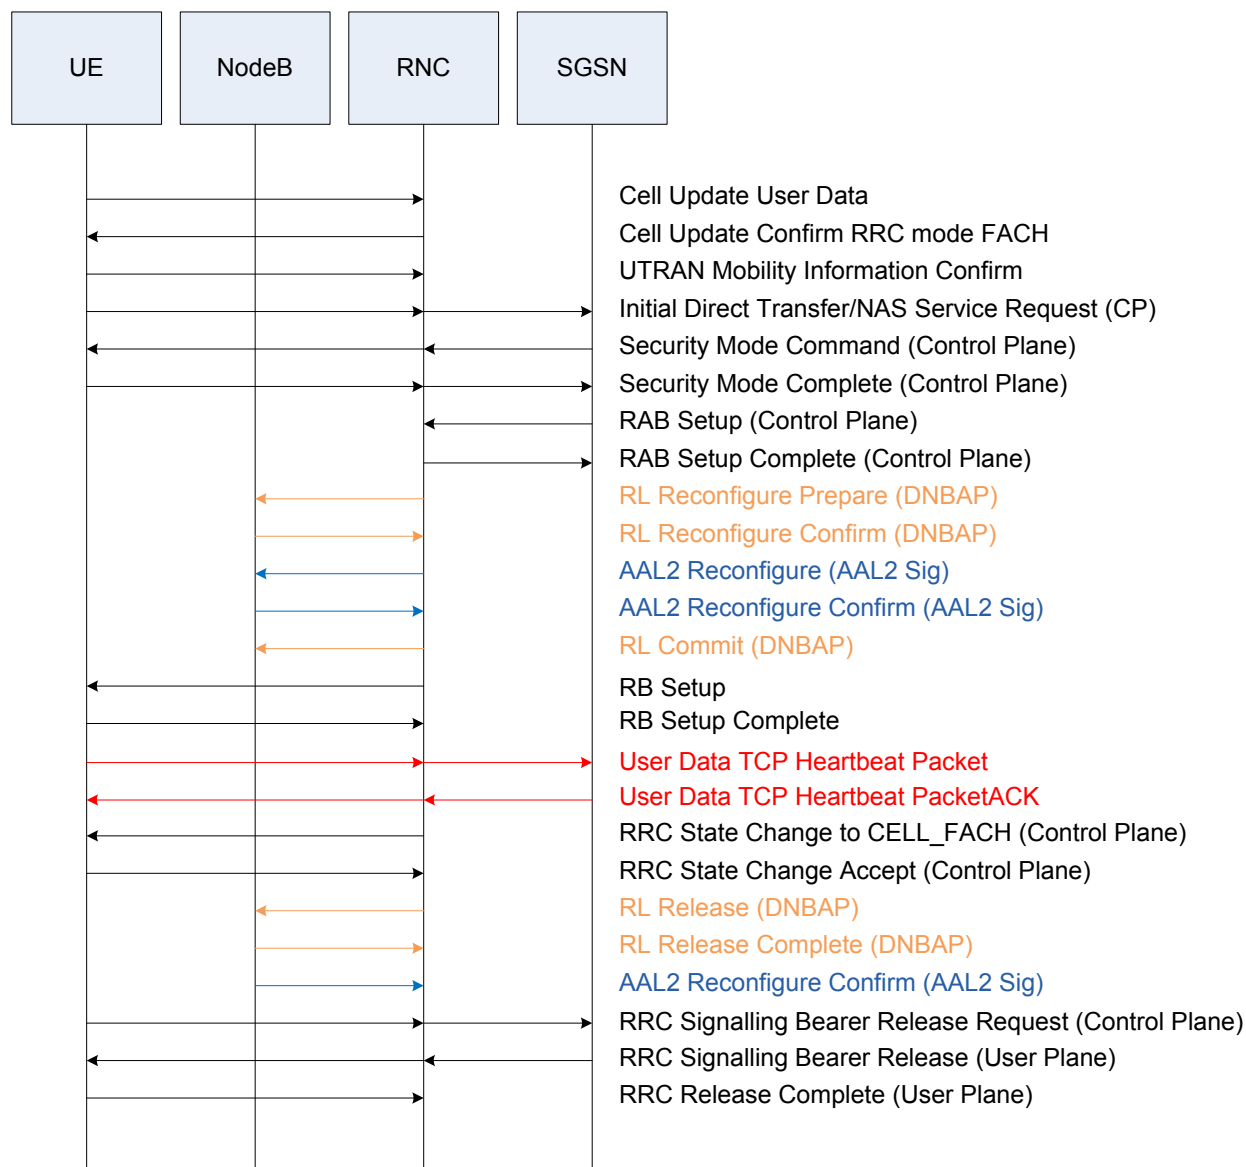 UE
NodeB
RNC
SGSN
Cell Update User Data
Cell Update Confirm RRC mode FACH
UTRAN Mobility Information Confirm
Initial Direct Transfer/NAS Service Request (CP)
Security Mode Command (Control Plane)
Security Mode Complete (Control Plane)
RAB Setup (Control Plane)
RAB Setup Complete (Control Plane)
RL Reconfigure Prepare (DNBAP)
RL Reconfigure Confirm (DNBAP)
AAL2 Reconfigure (AAL2 Sig)
AAL2 Reconfigure Confirm (AAL2 Sig)
RL Commit (DNBAP)
RB Setup
RB Setup Complete
User Data TCP Heartbeat Packet
User Data TCP Heartbeat PacketACK
RRC State Change to CELL_FACH (Control Plane)
RRC State Change Accept (Control Plane)
RL Release (DNBAP)
RL Release Complete (DNBAP)
AAL2 Reconfigure Confirm (AAL2 Sig)
RRC Signalling Bearer Release Request (Control Plane)
RRC Signalling Bearer Release (User Plane)
RRC Release Complete (User Plane)